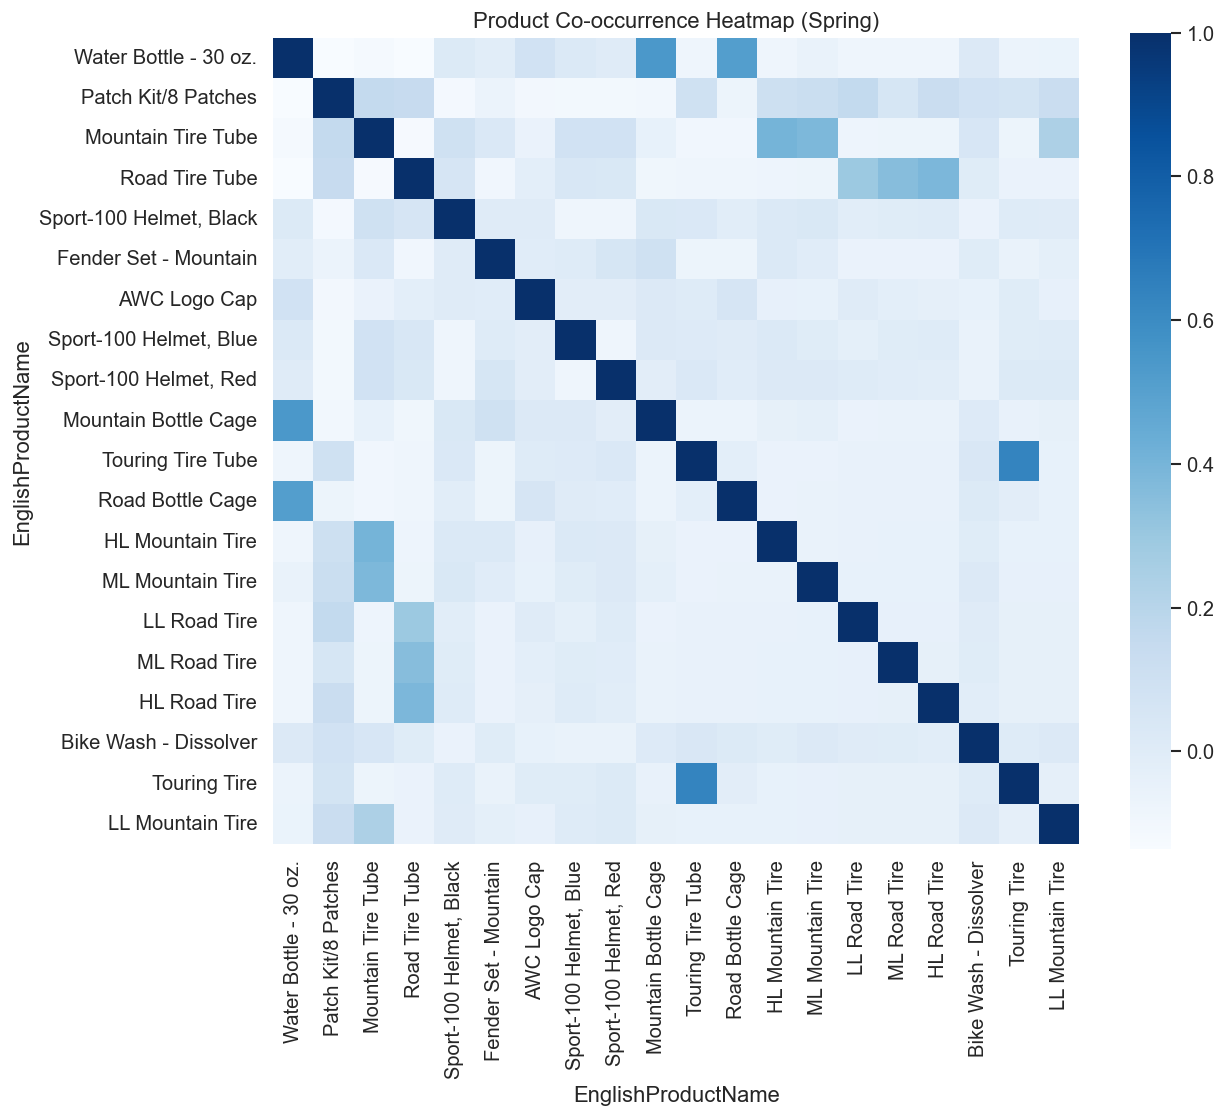 Product Co-occurrence Heatmap (Spring)
EnglishProductName
Water Bottle - 30 oz.
Patch Kit/8 Patches
Mountain Tire Tube
Road Tire Tube
Sport-100 Helmet, Black
Fender Set - Mountain
AWC Logo Cap
Sport-100 Helmet, Blue
Sport-100 Helmet, Red
Mountain Bottle Cage
Touring Tire Tube
Road Bottle Cage
HL Mountain Tire
ML Mountain Tire
LL Road Tire
ML Road Tire
HL Road Tire
Bike Wash - Dissolver
Touring Tire
LL Mountain Tire
Water Bottle - 30 oz.
Patch Kit/8 Patches
Mountain Tire Tube
Road Tire Tube
Sport-100 Helmet, Black
Fender Set - Mountain
AWC Logo Cap
Sport-100 Helmet, Blue
Sport-100 Helmet, Red
Mountain Bottle Cage
Touring Tire Tube
Road Bottle Cage
HL Mountain Tire
ML Mountain Tire
LL Road Tire
ML Road Tire
HL Road Tire
Bike Wash - Dissolver
Touring Tire
LL Mountain Tire
EnglishProductName
1.0
0.8
0.6
0.4
0.2
0.0